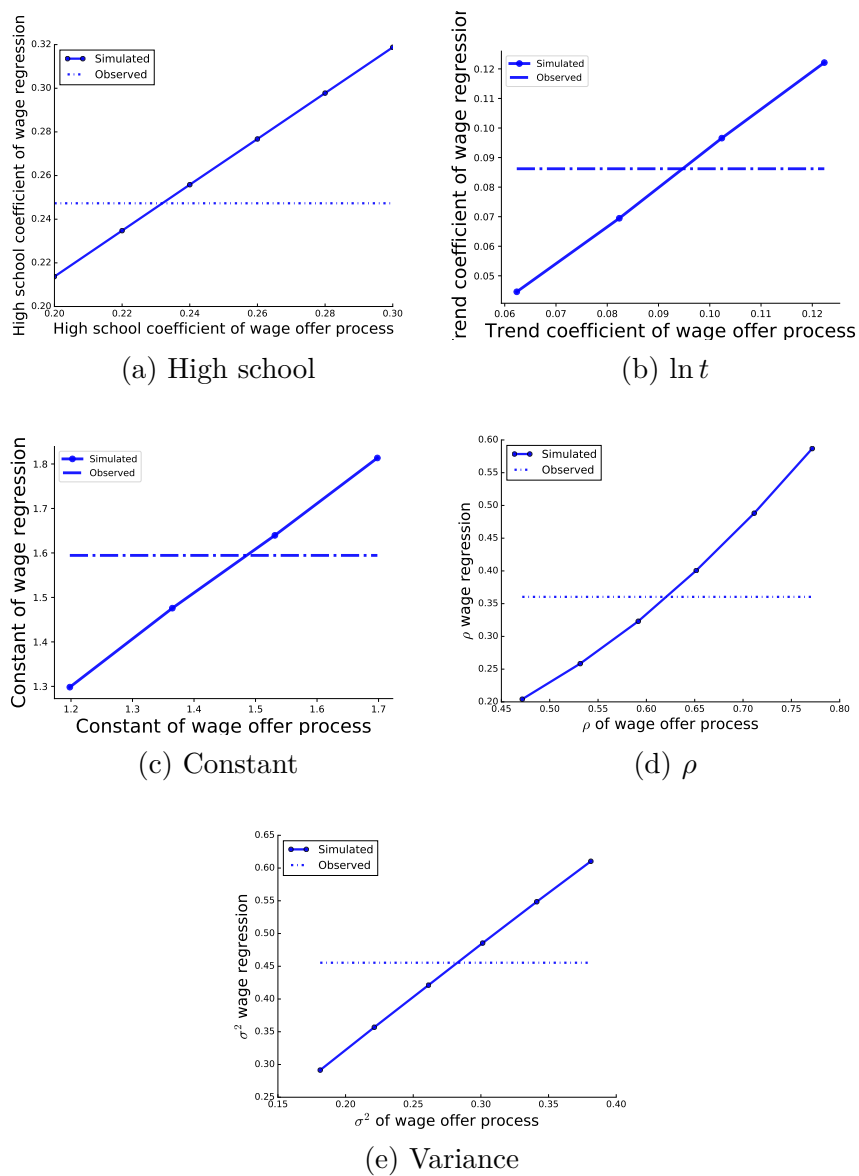 High school coefficient of wage regression
0.32
0.30
0.28
0.26
0.24
0.22
0.20
Simulated
Observed
0.20 0.22 0.24 0.26 0.28 0.30
High school coefficient of wage offer process
(a) High school
rend coefficient of wage regression
0.12
0.11
0.10
0.09
0.08
0.07
0.06
0.05
Simulated
Observed
0.06 0.07 0.08 0.09 0.10 0.11 0.12
Trend coefficient of wage offer process
(b) ln t
Constant of wage regression
1.8
1.7
1.6
1.5
1.4
1.3
Simulated
Observed
1.2 1.3 1.4 1.5 1.6 1.7
Constant of wage offer process
(c) Constant
ρ wage regression
0.60
0.55
0.50
0.45
0.40
0.35
0.30
0.25
0.20
Simulated
Observed
0.45 0.50 0.55 0.60 0.65 0.70 0.75 0.80
ρ of wage offer process
(d) ρ
σ² wage regression
0.65
0.60
0.55
0.50
0.45
0.40
0.35
0.30
0.25
Simulated
Observed
0.15 0.20 0.25 0.30 0.35 0.40
σ² of wage offer process
(e) Variance